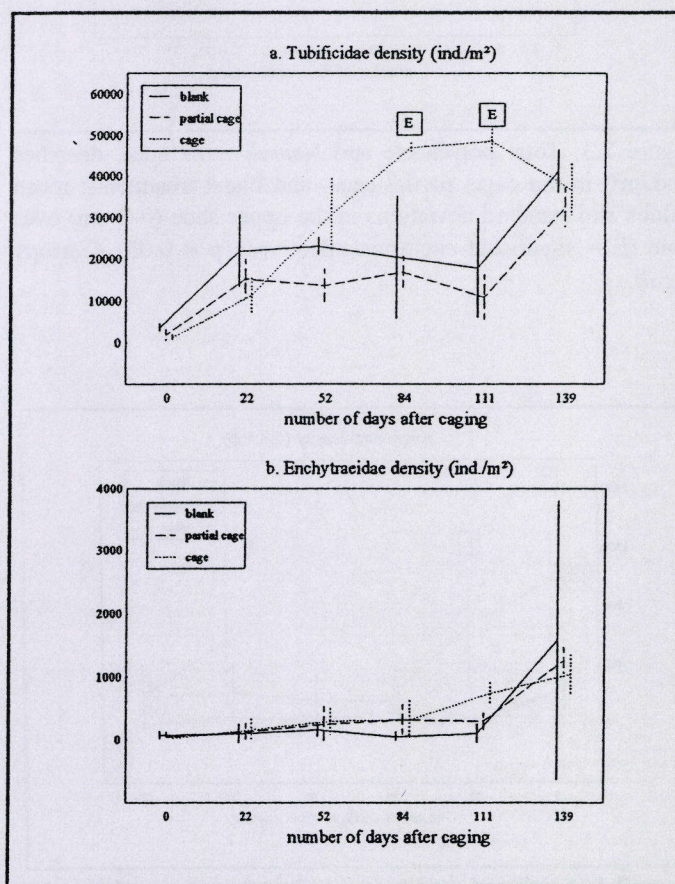 a. Tubificidae density (ind./m²)
60000
50000
40000
30000
20000
10000
0
blank
partial cage
cage
E
E
0 22 52 84 111 139
number of days after caging
b. Enchytraeidae density (ind./m²)
4000
3000
2000
1000
0
blank
partial cage
cage
0 22 52 84 111 139
number of days after caging